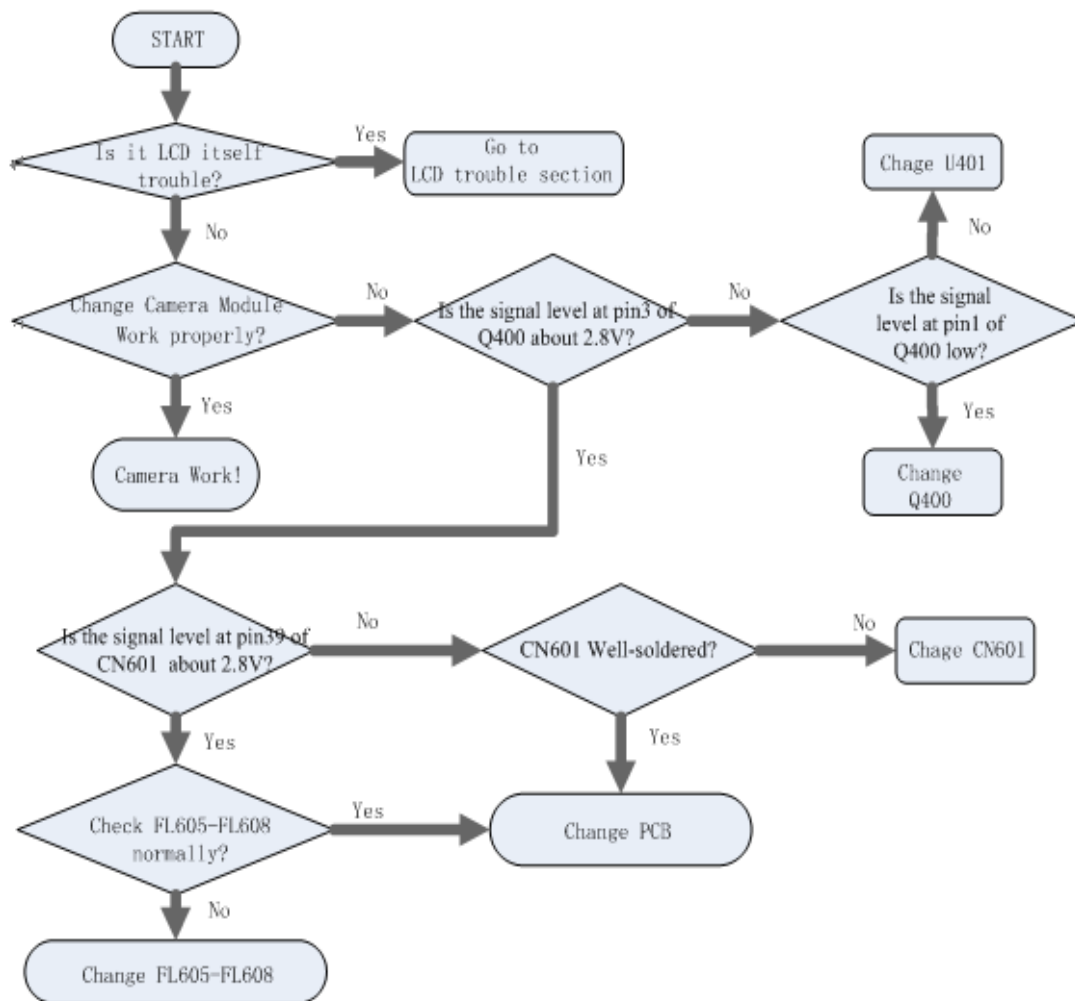 START
Is it LCD itself
trouble?
Yes
Go to
LCD trouble section
Chage U401
No
No
Change Camera Module
Work properly?
No
Is the signal level at pin3 of
Q400 about 2.8V?
No
Is the signal
level at pin1 of
Q400 low?
Yes
Camera Work!
Yes
Yes
Change
Q400
Is the signal level at pin39 of
CN601 about 2.8V?
No
CN601 Well-soldered?
No
Chage CN601
Yes
Yes
Check FL605-FL608
normally?
Yes
Change PCB
No
Change FL605-FL608